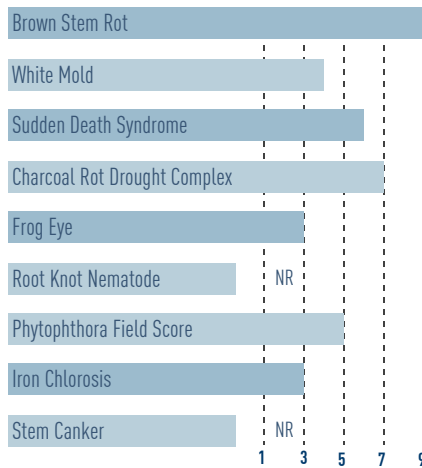 Brown Stem Rot
White Mold
Sudden Death Syndrome
Charcoal Rot Drought Complex
Frog Eye
Root Knot Nematode NR
Phytophthora Field Score
Iron Chlorosis
Stem Canker NR
1 3 5 7 9